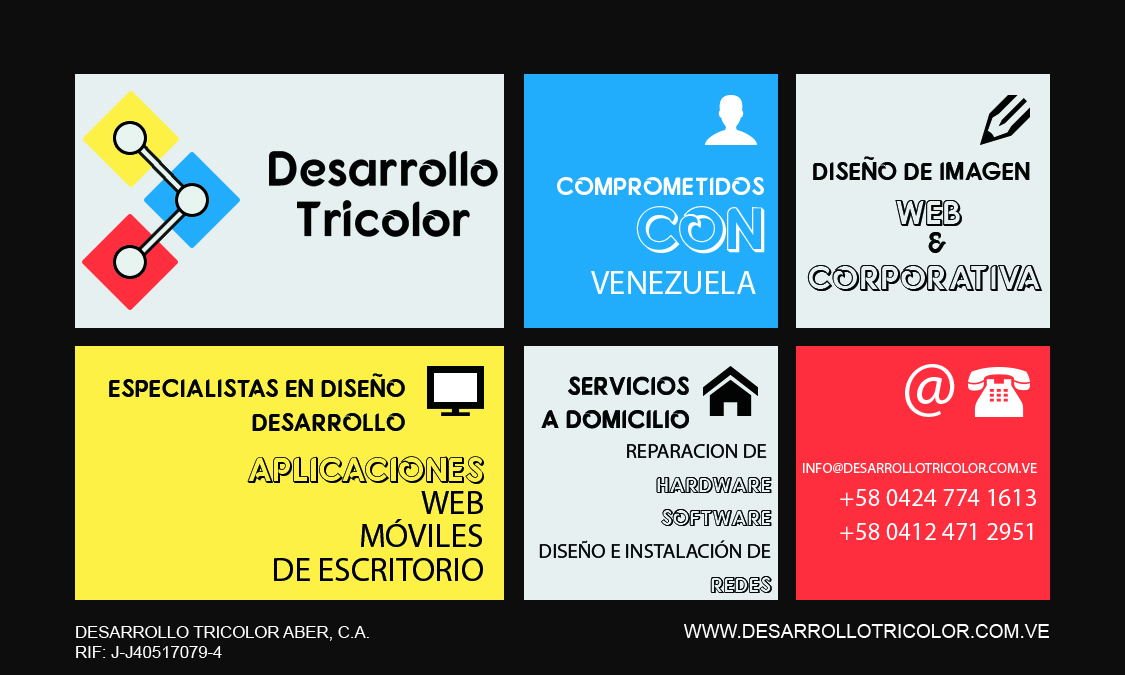 Desarrollo
Tricolor
COMPROMETIDOS
CON
VENEZUELA
DISEÑO DE IMAGEN
WEB
&
CORPORATIVA
ESPECIALISTAS EN DISEÑO
DESARROLLO
APLICACIONES
WEB
MÓVILES
DE ESCRITORIO
SERVICIOS
A DOMICILIO
REPARACION DE
HARDWARE
SOFTWARE
DISEÑO E INSTALACIÓN DE
REDES
@
INFO@DESARROLLOTRICOLOR.COM.VE
+58 0424 774 1613
+58 0412 471 2951
DESARROLLO TRICOLOR ABER, C.A.
RIF: J-J40517079-4
WWW.DESARROLLOTRICOLOR.COM.VE